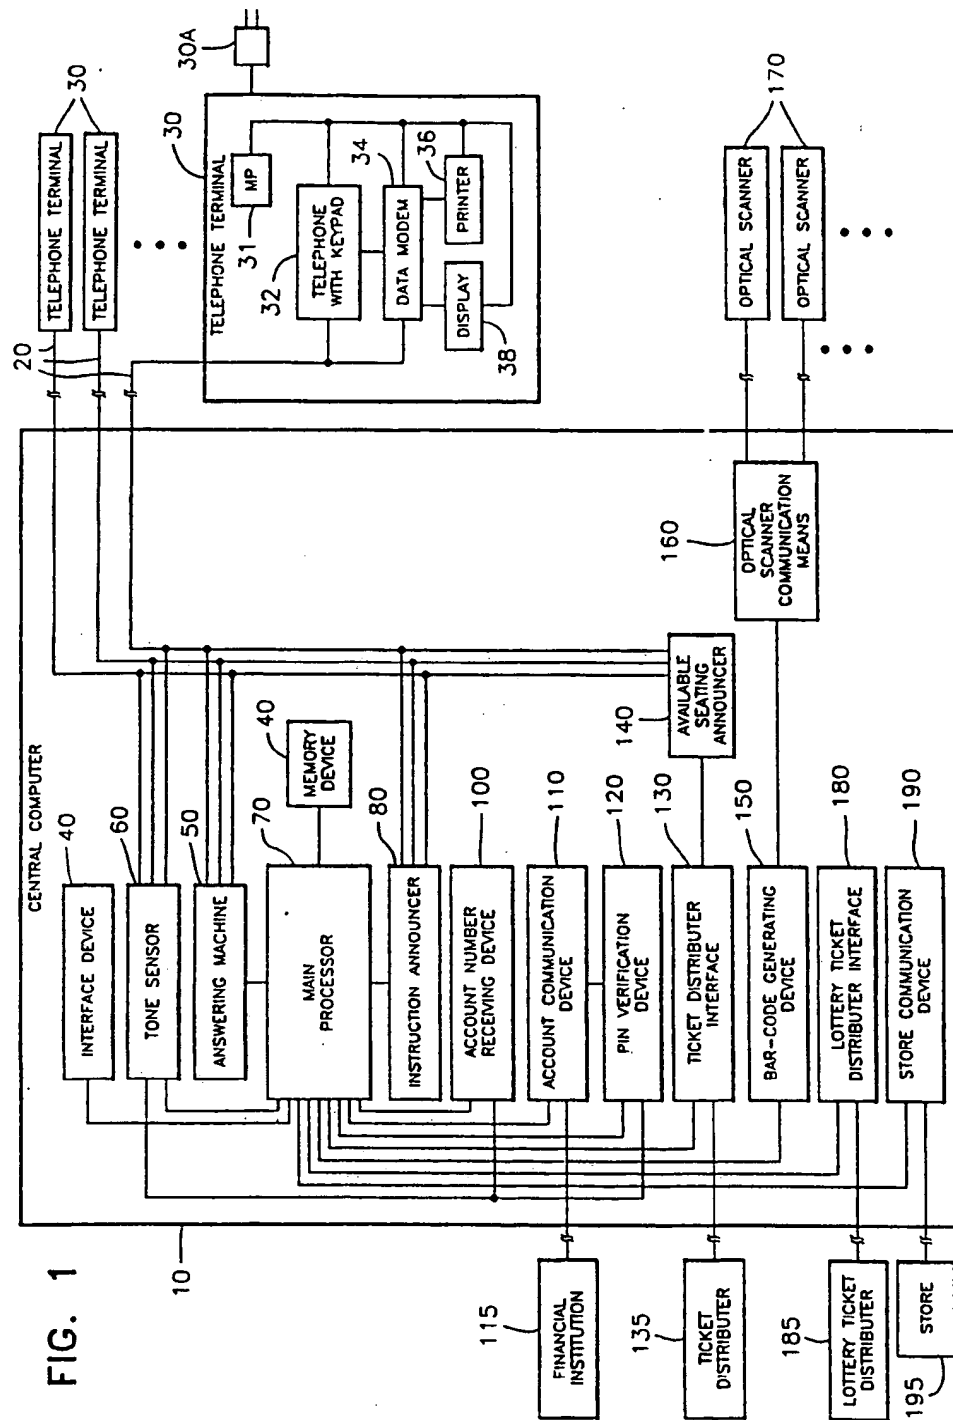 FIG. 1
10
CENTRAL COMPUTER
40
INTERFACE DEVICE
60
TONE SENSOR
50
ANSWERING MACHINE
70
MAIN
PROCESSOR
40
MEMORY
DEVICE
80
INSTRUCTION ANNOUNCER
100
ACCOUNT NUMBER
RECEIVING DEVICE
110
ACCOUNT COMMUNICATION
DEVICE
120
PIN VERIFICATION
DEVICE
130
TICKET DISTRIBUTER
INTERFACE
140
AVAILABLE
SEATING
ANNOUNCER
150
BAR-CODE GENERATING
DEVICE
160
OPTICAL
SCANNER
COMMUNICATION
MEANS
180
LOTTERY TICKET
DISTRIBUTER INTERFACE
190
STORE COMMUNICATION
DEVICE
115
FINANCIAL
INSTITUTION
135
TICKET
DISTRIBUTER
185
LOTTERY TICKET
DISTRIBUTER
195
STORE
20
TELEPHONE TERMINAL
TELEPHONE TERMINAL
30
30A
30
TELEPHONE TERMINAL
MP
31
32
TELEPHONE
WITH KEYPAD
34
DATA MODEM
36
PRINTER
DISPLAY
38
OPTICAL SCANNER
OPTICAL SCANNER
170